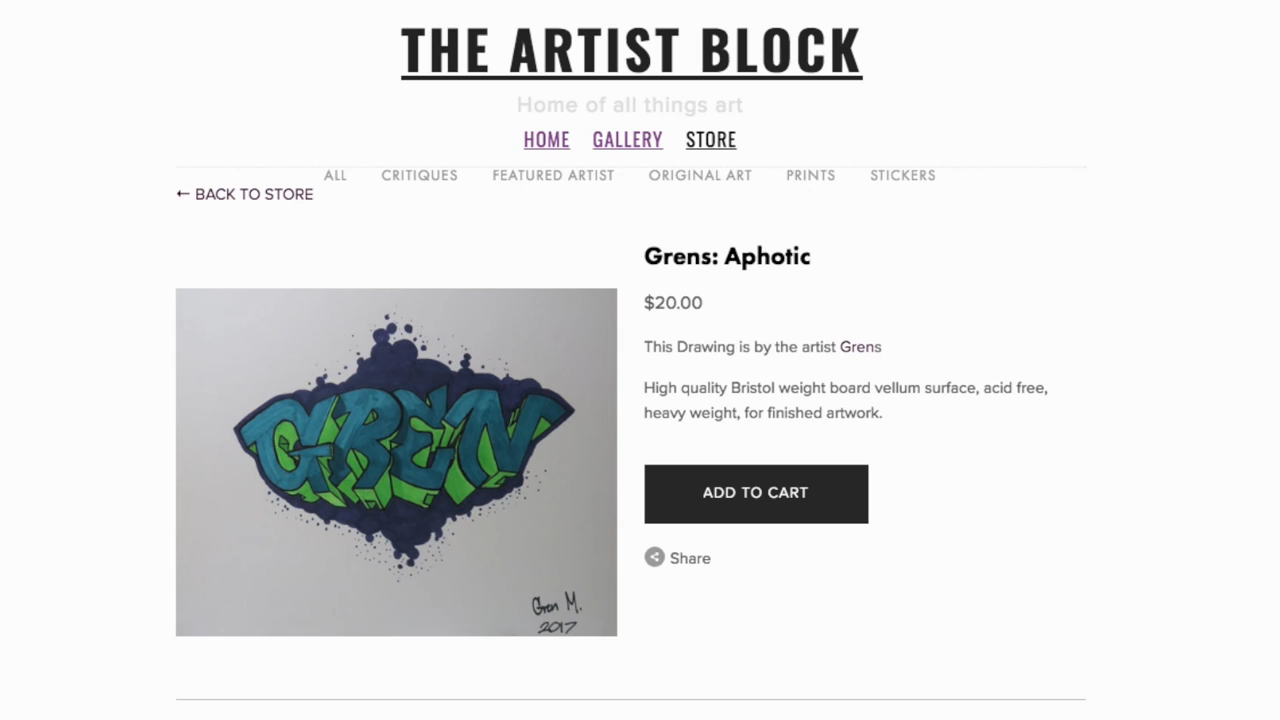 THE ARTIST BLOCK
Home of all things art
HOME GALLERY STORE
ALL CRITIQUES FEATURED ARTIST ORIGINAL ART PRINTS STICKERS
← BACK TO STORE
Grens: Aphotic
$20.00
This Drawing is by the artist Grens
High quality Bristol weight board vellum surface, acid free,
heavy weight, for finished artwork.
ADD TO CART
Share
GREN
Gren M.
2017